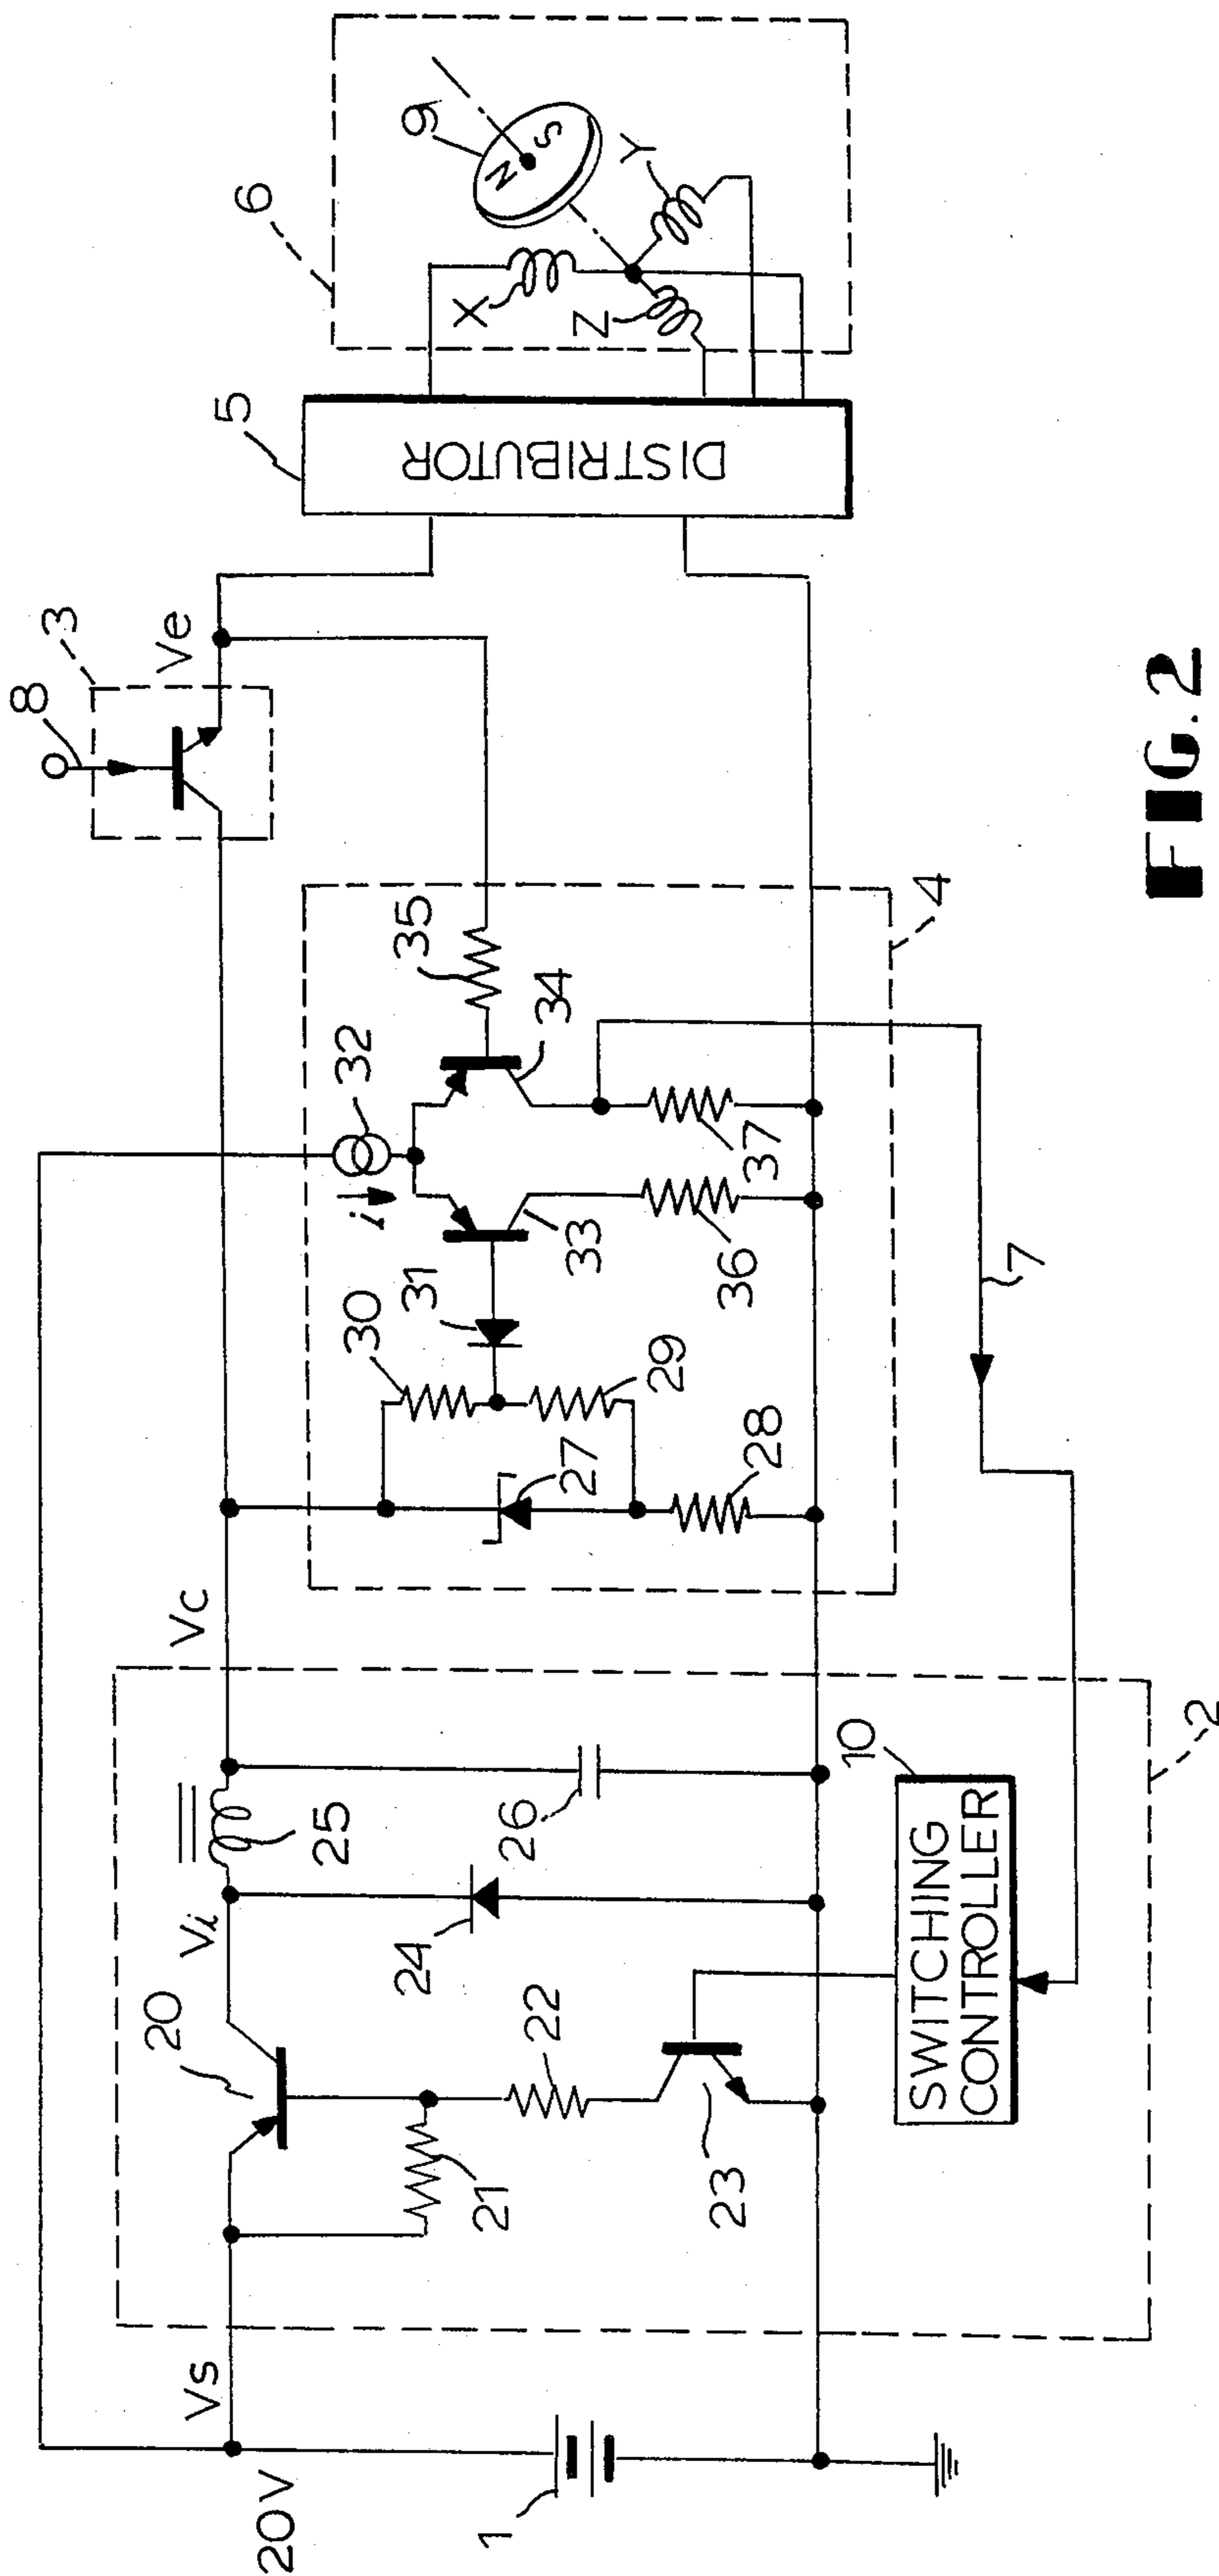 8
3
Ve
5
6
9
N
S
X
Y
Z
DISTRIBUTOR
20V
Vs
20
Vi
25
Vc
30
31
i
32
35
34
1
21
22
23
24
26
27
28
29
33
36
37
4
10
SWITCHING
CONTROLLER
2
7
FIG. 2